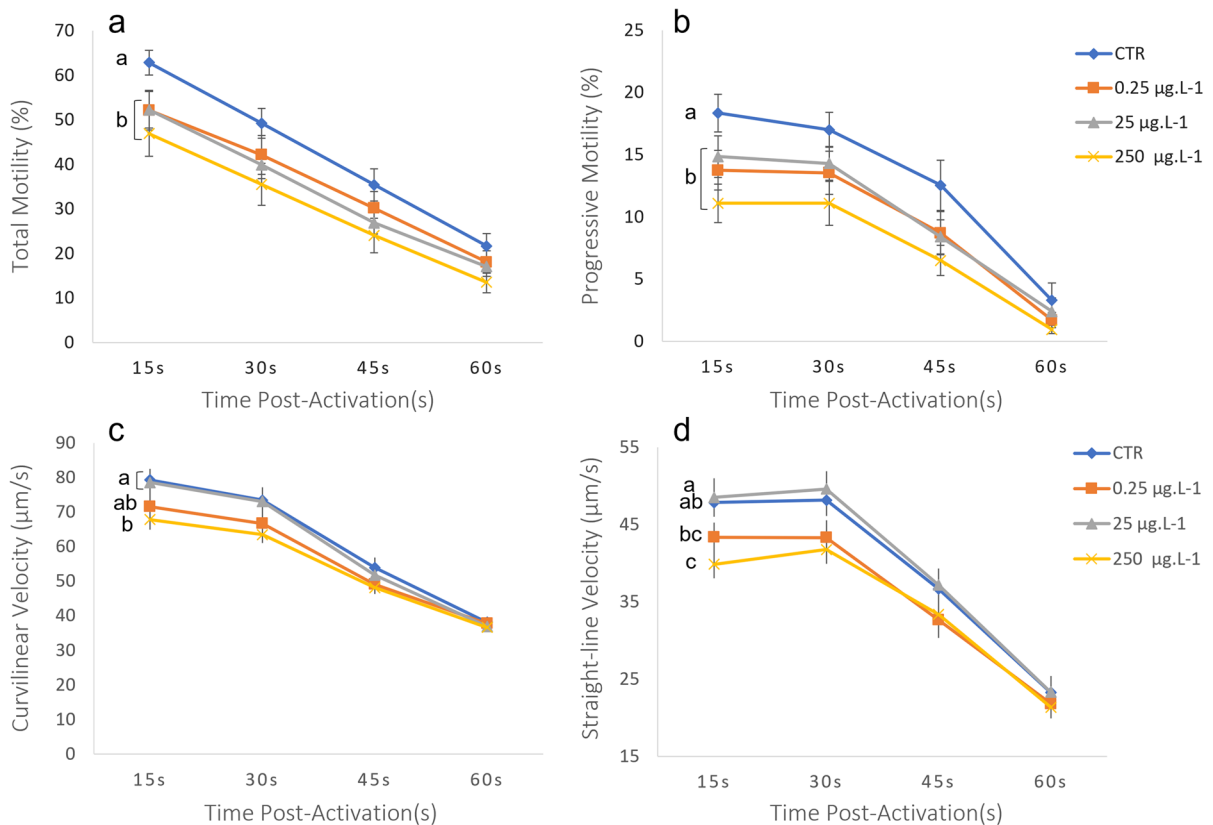 a
70
60
50
40
30
20
10
0
Total Motility (%)
a
b
15s 30s 45s 60s
Time Post-Activation(s)
b
25
20
15
10
5
0
Progressive Motility (%)
a
b
15s 30s 45s 60s
Time Post-Activation(s)
CTR
0.25 µg.L-1
25 µg.L-1
250 µg.L-1
c
90
80
70
60
50
40
30
20
10
0
Curvilinear Velocity (µm/s)
a
ab
b
15s 30s 45s 60s
Time Post-Activation(s)
d
55
45
35
25
15
Straight-line Velocity (µm/s)
a
ab
bc
c
15s 30s 45s 60s
Time Post-Activation(s)
CTR
0.25 µg.L-1
25 µg.L-1
250 µg.L-1